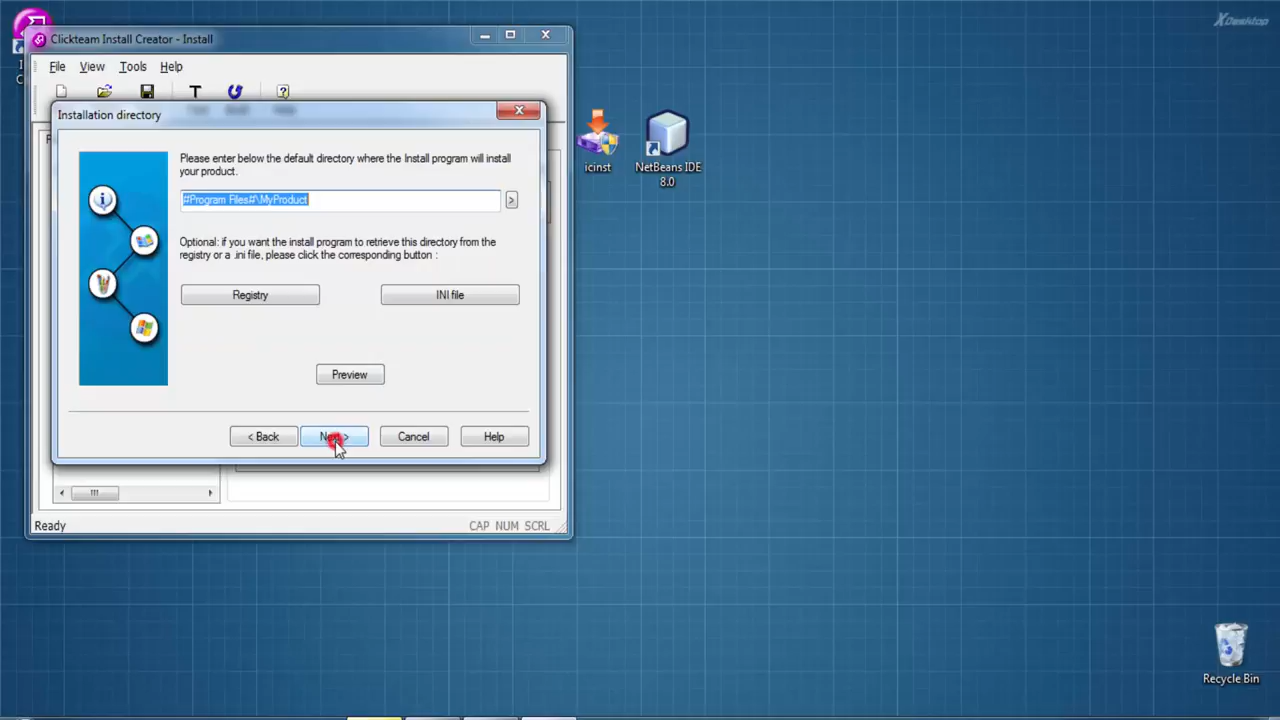 XDesktop
Clickteam Install Creator - Install
File View Tools Help
Installation directory
Please enter below the default directory where the Install program will install
your product.
#Program Files#\MyProduct
>
Optional: if you want the install program to retrieve this directory from the
registry or a .ini file, please click the corresponding button :
Registry
INI file
Preview
< Back
Next >
Cancel
Help
Ready
CAP NUM SCRL
icinst
NetBeans IDE
8.0
Recycle Bin